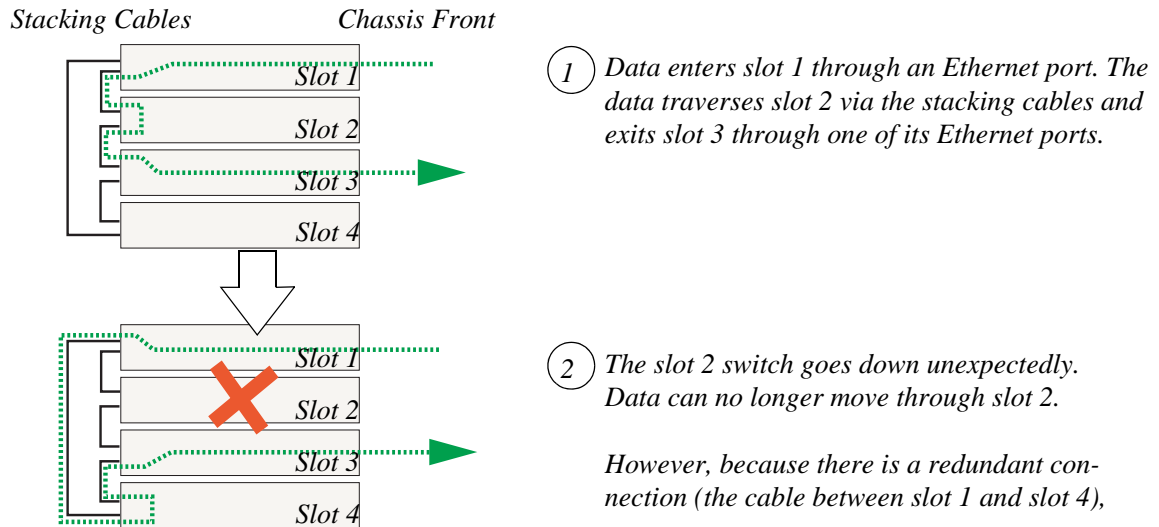 Stacking Cables
Chassis Front
Slot 1
Slot 2
Slot 3
Slot 4
1
Data enters slot 1 through an Ethernet port. The
data traverses slot 2 via the stacking cables and
exits slot 3 through one of its Ethernet ports.
Slot 1
Slot 2
Slot 3
Slot 4
2
The slot 2 switch goes down unexpectedly.
Data can no longer move through slot 2.
However, because there is a redundant con-
nection (the cable between slot 1 and slot 4),